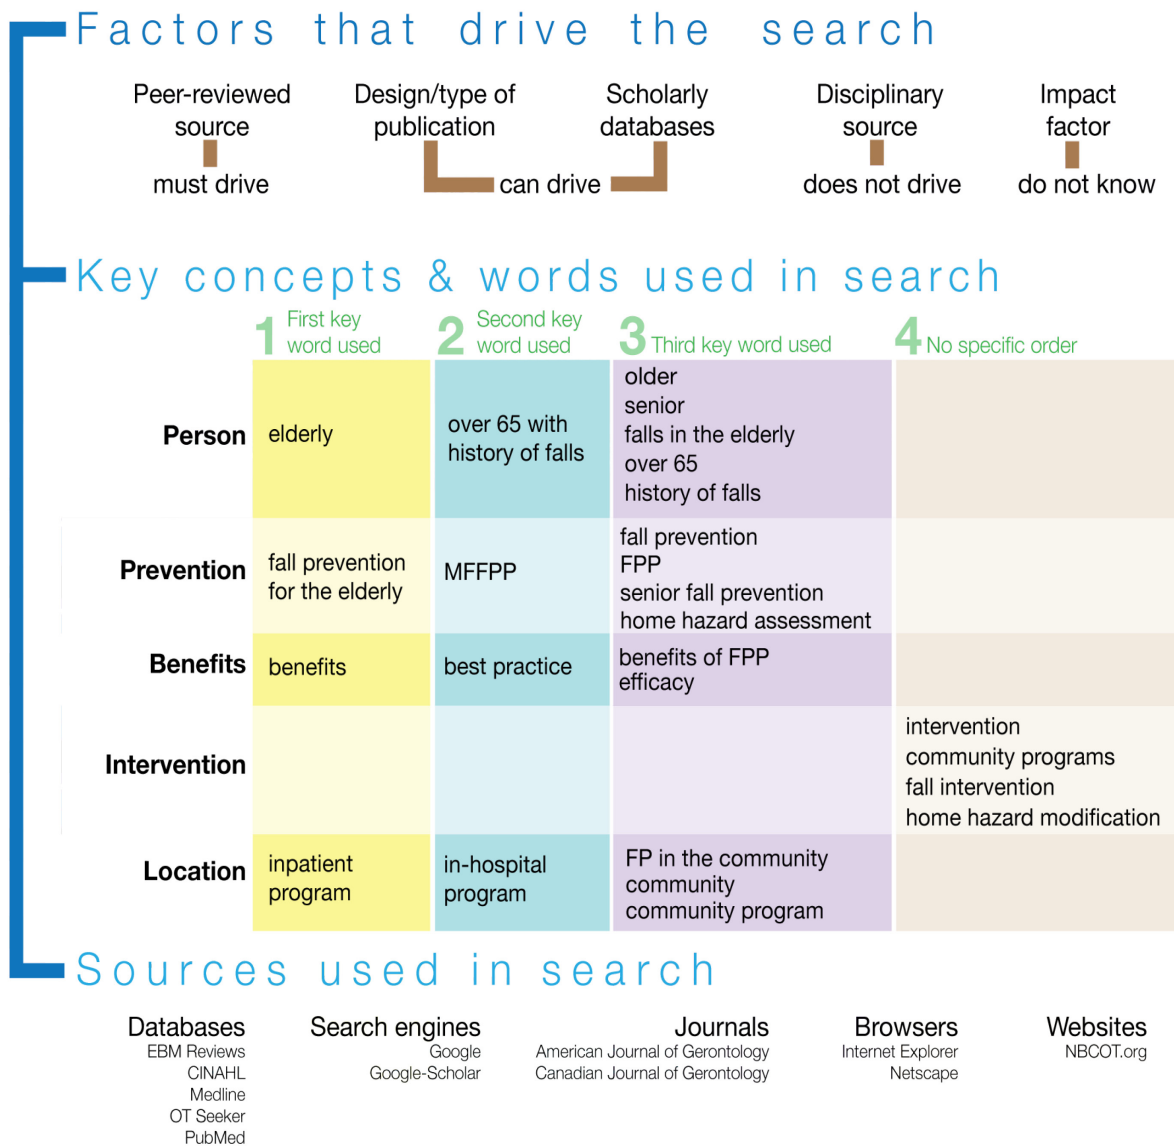 Factors that drive the search
Peer-reviewed
source
Design/type of
publication
Scholarly
databases
Disciplinary
source
Impact
factor
must drive
can drive
does not drive
do not know
Key concepts & words used in search
1 First key
word used
2 Second key
word used
3 Third key word used
4 No specific order
Person
elderly
over 65 with
history of falls
older
senior
falls in the elderly
over 65
history of falls
Prevention
fall prevention
for the elderly
MFFPP
fall prevention
FPP
senior fall prevention
home hazard assessment
Benefits
benefits
best practice
benefits of FPP
efficacy
Intervention
intervention
community programs
fall intervention
home hazard modification
Location
inpatient
program
in-hospital
program
FP in the community
community
community program
Sources used in search
Databases
EBM Reviews
CINAHL
Medline
OT Seeker
PubMed
Search engines
Google
Google-Scholar
Journals
American Journal of Gerontology
Canadian Journal of Gerontology
Browsers
Internet Explorer
Netscape
Websites
NBCOT.org